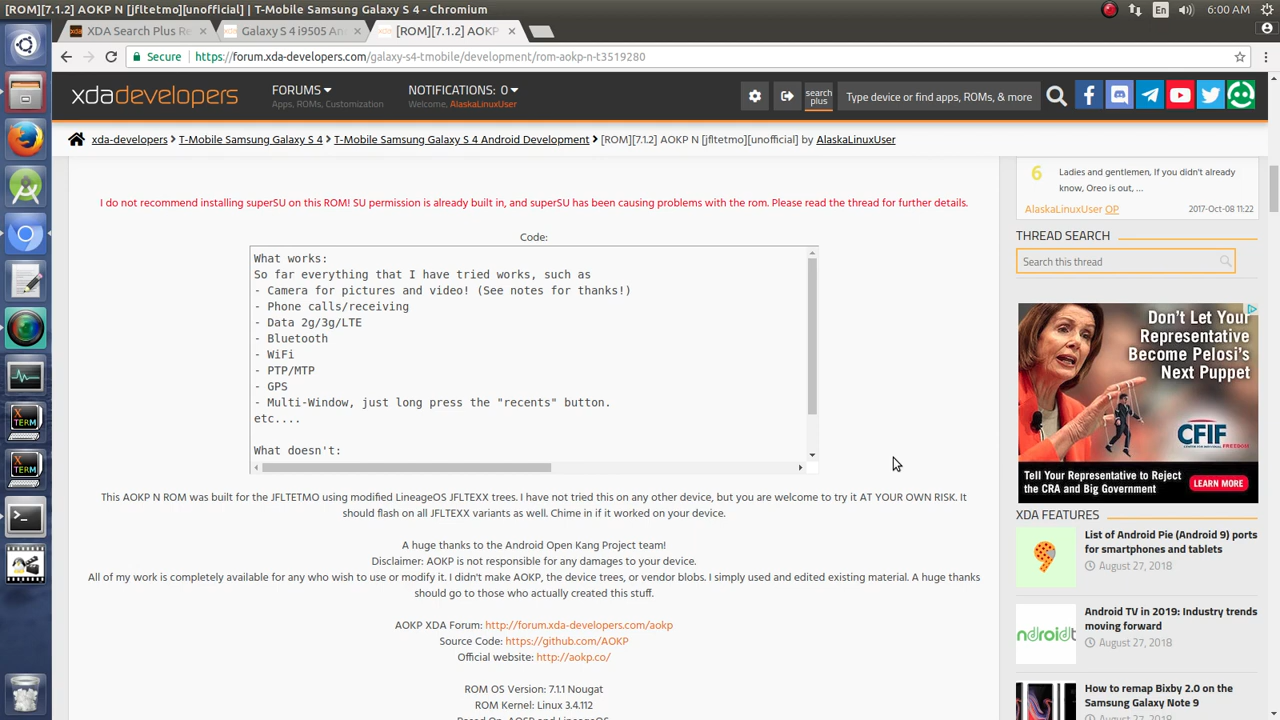 [ROM][7.1.2] AOKP N [jfltetmo][unofficial] | T-Mobile Samsung Galaxy S 4 - Chromium
En
6:00 AM
XDA Search Plus Re
Galaxy S 4 i9505 And
[ROM][7.1.2] AOKP
Secure
https://forum.xda-developers.com/galaxy-s4-tmobile/development/rom-aokp-n-t3519280
xdadevelopers
FORUMS
Apps, ROMs, Customization
NOTIFICATIONS: 0
Welcome, AlaskaLinuxUser
search
plus
Type device or find apps, ROMs, & more
xda-developers
T-Mobile Samsung Galaxy S 4
T-Mobile Samsung Galaxy S 4 Android Development
[ROM][7.1.2] AOKP N [jfltetmo][unofficial] by AlaskaLinuxUser
I do not recommend installing superSU on this ROM! SU permission is already built in, and superSU has been causing problems with the rom. Please read the thread for further details.
Code:
What works:
So far everything that I have tried works, such as
- Camera for pictures and video! (See notes for thanks!)
- Phone calls/receiving
- Data 2g/3g/LTE
- Bluetooth
- WiFi
- PTP/MTP
- GPS
- Multi-Window, just long press the "recents" button.
etc....
What doesn't:
This AOKP N ROM was built for the JFLTETMO using modified LineageOS JFLTEXX trees. I have not tried this on any other device, but you are welcome to try it AT YOUR OWN RISK. It
should flash on all JFLTEXX variants as well. Chime in if it worked on your device.
A huge thanks to the Android Open Kang Project team!
Disclaimer: AOKP is not responsible for any damages to your device.
All of my work is completely available for any who wish to use or modify it. I didn't make AOKP, the device trees, or vendor blobs. I simply used and edited existing material. A huge thanks
should go to those who actually created this stuff.
AOKP XDA Forum: http://forum.xda-developers.com/aokp
Source Code: https://github.com/AOKP
Official website: http://aokp.co/
ROM OS Version: 7.1.1 Nougat
ROM Kernel: Linux 3.4.112
Based On: AOSP and LineageOS
6
Ladies and gentlemen, If you didn't already
know, Oreo is out, ...
AlaskaLinuxUser OP
2017-Oct-08 11:22
THREAD SEARCH
Search this thread
Don't Let Your
Representative
Become Pelosi's
Next Puppet
CFIF
CENTER FOR INDIVIDUAL FREEDOM
Tell Your Representative to Reject
the CRA and Big Government
LEARN MORE
XDA FEATURES
List of Android Pie (Android 9) ports
for smartphones and tablets
August 27, 2018
Android TV in 2019: Industry trends
moving forward
August 27, 2018
ndroidt
How to remap Bixby 2.0 on the
Samsung Galaxy Note 9
August 27, 2018
X
TERM
X
TERM